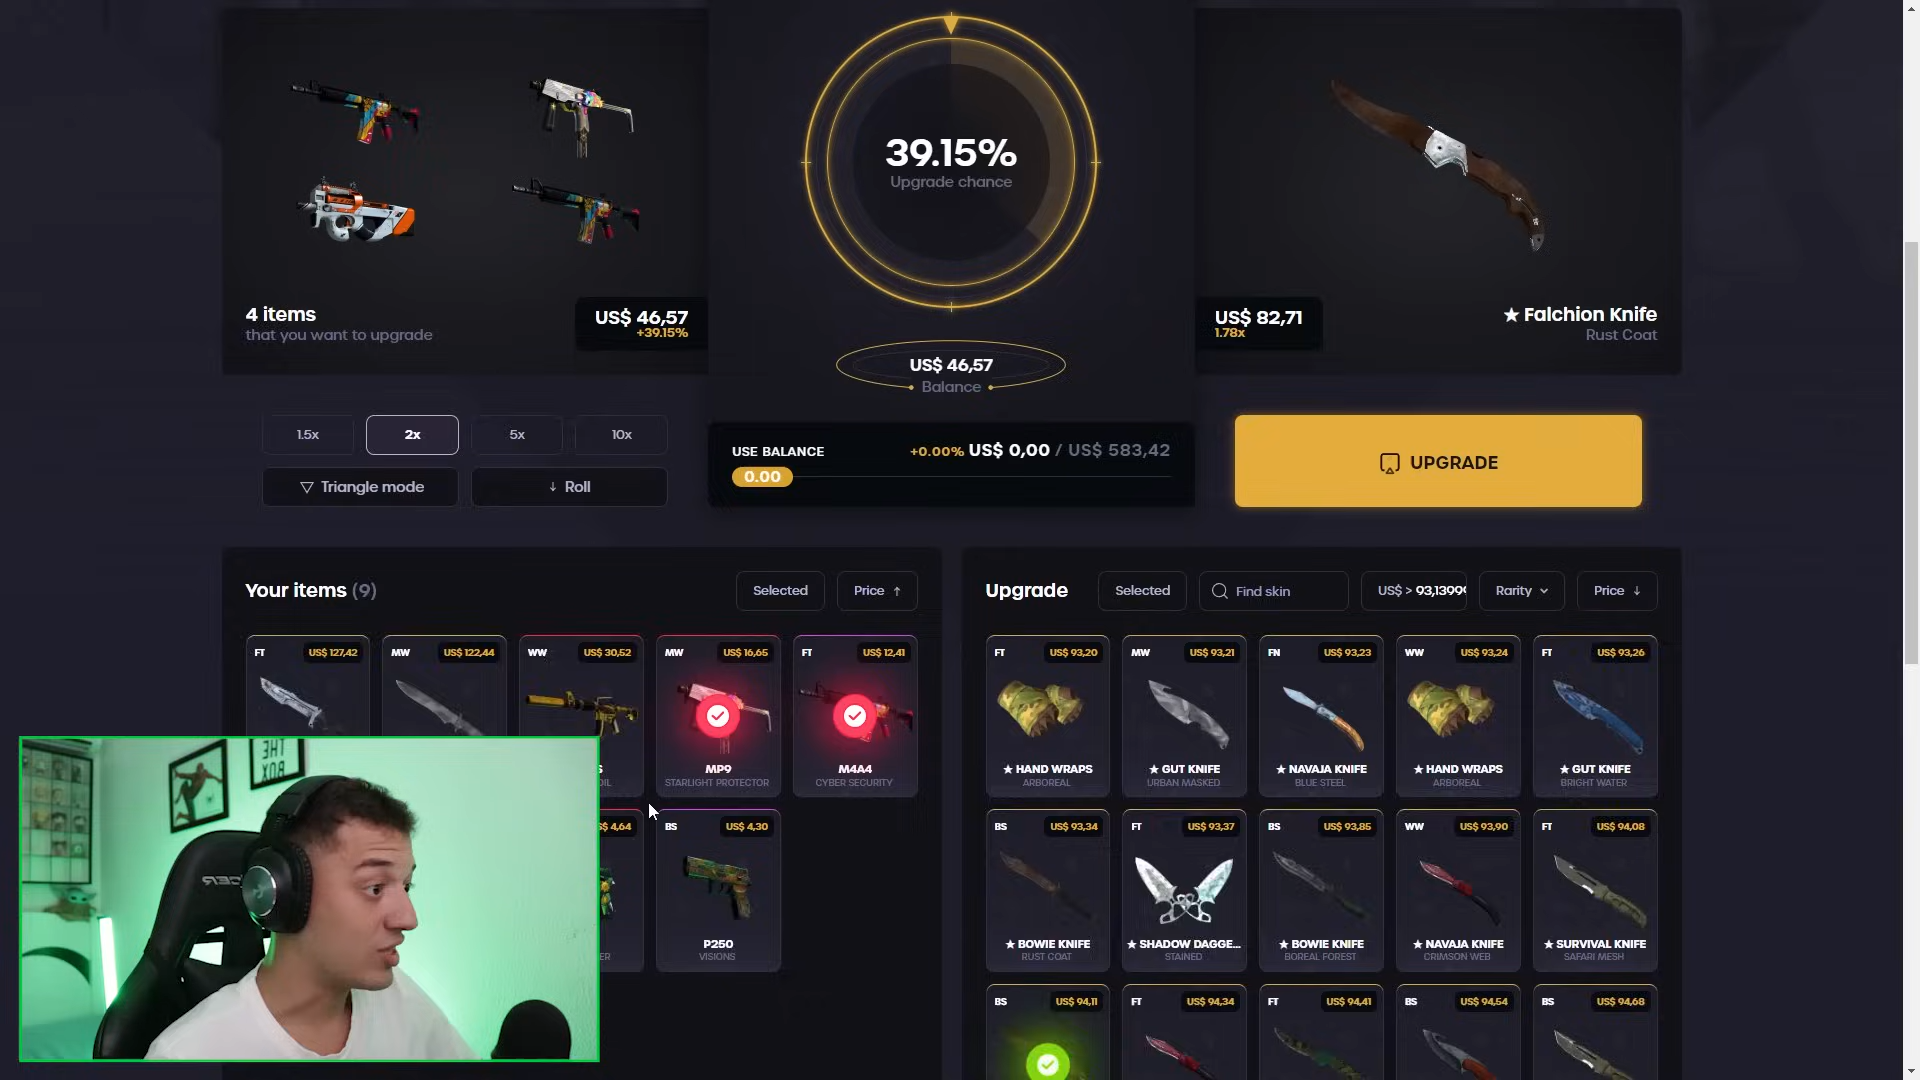 39.15%
Upgrade chance
4 items
that you want to upgrade
US$ 46,57
+39.15%
US$ 46,57
Balance
US$ 82,71
1.78x
★ Falchion Knife
Rust Coat
1.5x
2x
5x
10x
Triangle mode
Roll
USE BALANCE
+0.00% US$ 0,00 / US$ 583,42
0.00
UPGRADE
Your items (9)
Selected
Price
FT
US$ 127,42
MW
US$ 122,44
WW
US$ 30,52
MW
US$ 16,65
MP9
STARLIGHT PROTECTOR
FT
US$ 12,41
M4A4
CYBER SECURITY
S$ 4,64
BS
US$ 4,30
P250
VISIONS
Upgrade
Selected
Find skin
US$ > 93,1399
Rarity
Price
FT
US$ 93,20
★ HAND WRAPS
ARBOREAL
MW
US$ 93,21
★ GUT KNIFE
URBAN MASKED
FN
US$ 93,23
★ NAVAJA KNIFE
BLUE STEEL
WW
US$ 93,24
★ HAND WRAPS
ARBOREAL
FT
US$ 93,26
★ GUT KNIFE
BRIGHT WATER
BS
US$ 93,34
★ BOWIE KNIFE
RUST COAT
FT
US$ 93,37
★ SHADOW DAGGE...
STAINED
BS
US$ 93,85
★ BOWIE KNIFE
BOREAL FOREST
WW
US$ 93,90
★ NAVAJA KNIFE
CRIMSON WEB
FT
US$ 94,08
★ SURVIVAL KNIFE
SAFARI MESH
BS
US$ 94,11
FT
US$ 94,34
FT
US$ 94,41
BS
US$ 94,54
BS
US$ 94,68
THE
BOX